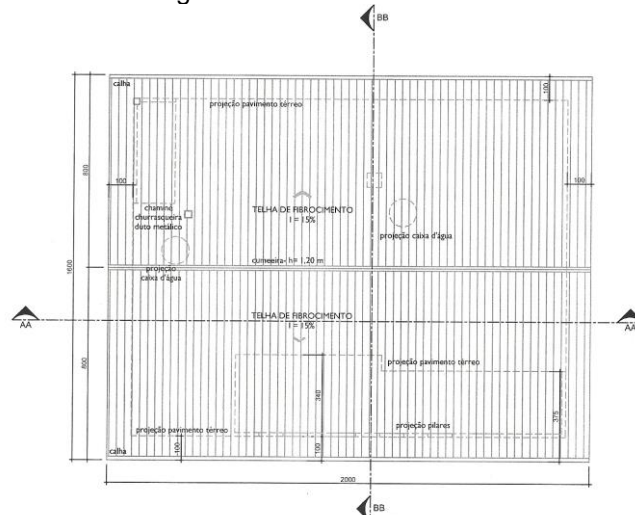 BB
calha
100
projeção pavimento térreo
800
100
100
chaminé
churrasqueira
duto metálico
TELHA DE FIBROCIMENTO
I = 15%
projeção caixa d'água
1600
cumeeira- h= 1,20 m
projeção
caixa d'água
TELHA DE FIBROCIMENTO
I = 15%
AA
AA
800
projeção pavimento térreo
340
375
projeção pavimento térreo
projeção pilares
100
100
calha
2000
BB